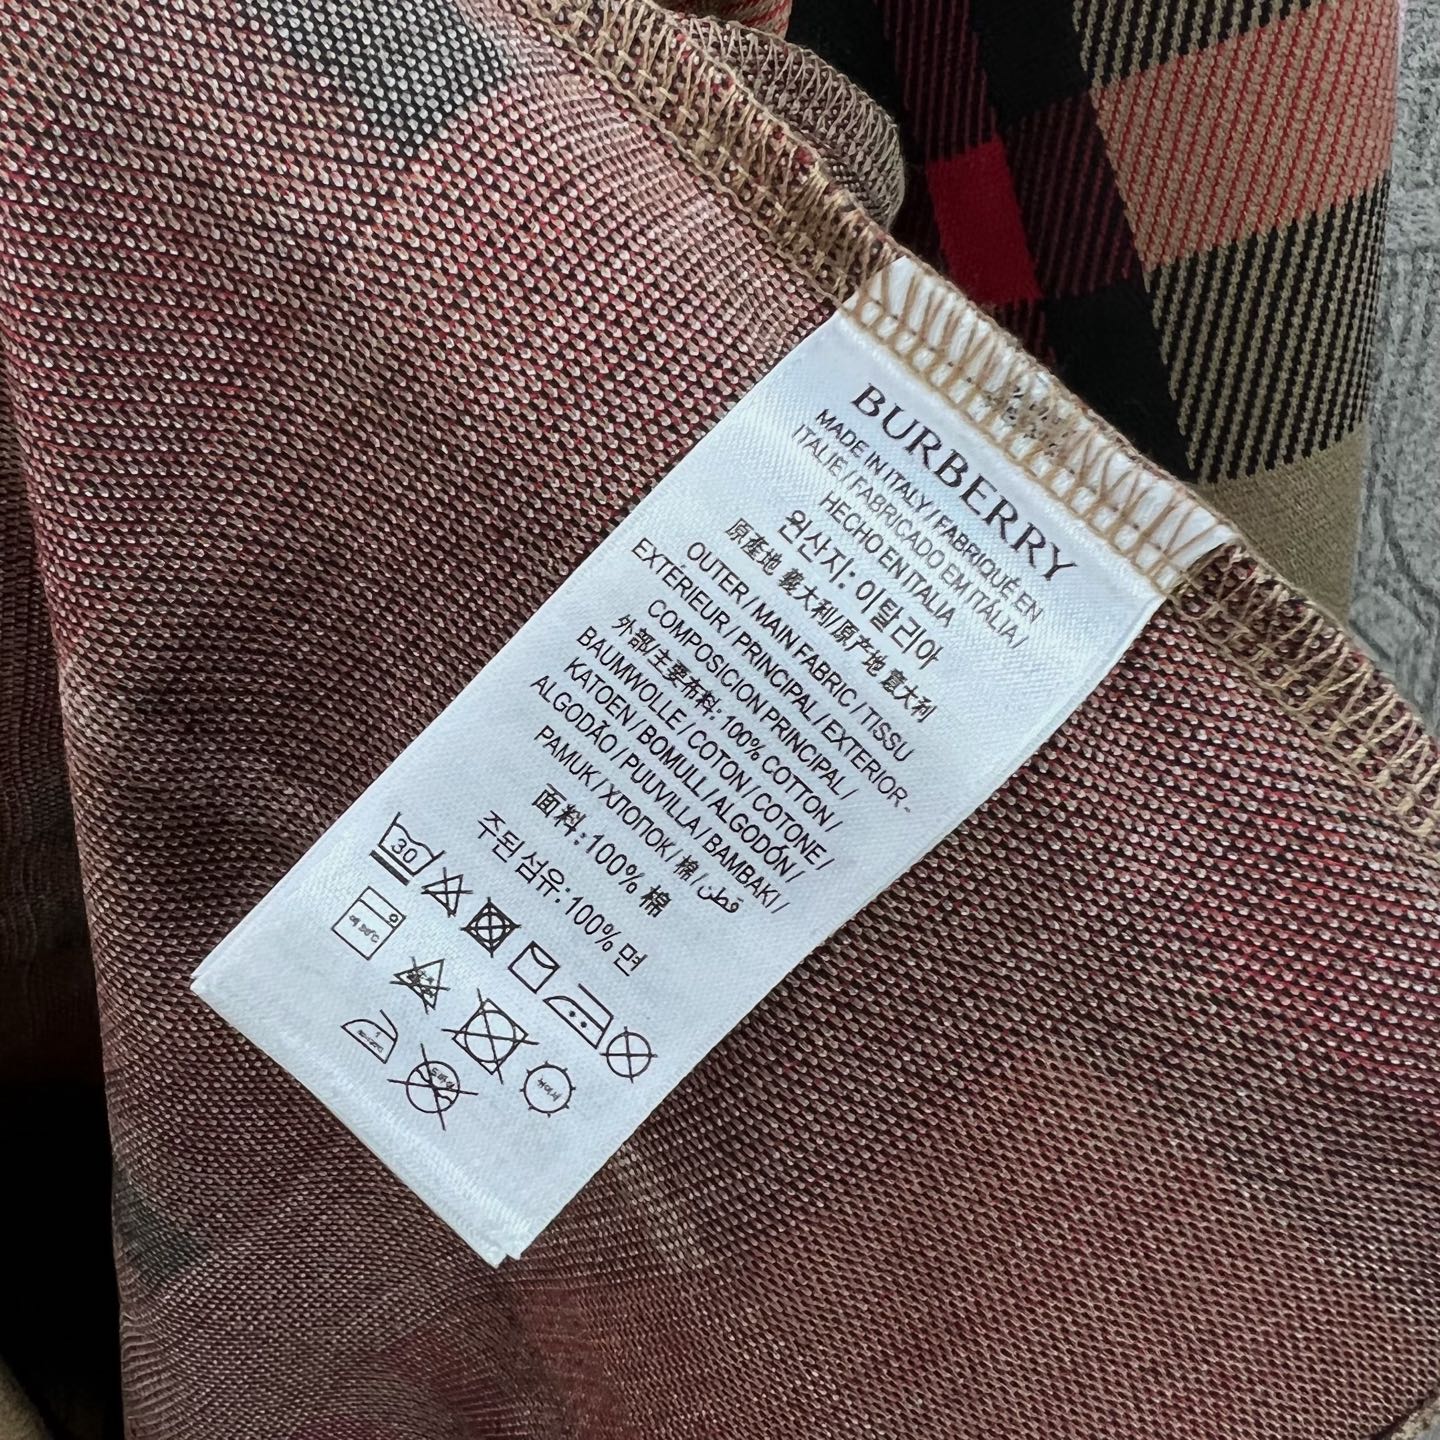 BURBERRY
MADE IN ITALY / FABRIQUÉ EN
ITALIE / FABRICADO EM ITÁLIA /
HECHO EN ITALIA
원산지: 이탈리아
原產地 義大利/原产地 意大利
OUTER / MAIN FABRIC / TISSU
EXTÉRIEUR / PRINCIPAL / EXTERIOR -
COMPOSICION PRINCIPAL /
外部/主要布料: 100% COTTON /
BAUMWOLLE / COTON / COTONE /
KATOEN / BOMULL / ALGODÓN /
ALGODÃO / PUUVILLA / BAMBAKI /
PAMUK / ХЛОПОК / 棉 / قطن
面料: 100% 棉
주된 섬유: 100% 면
30